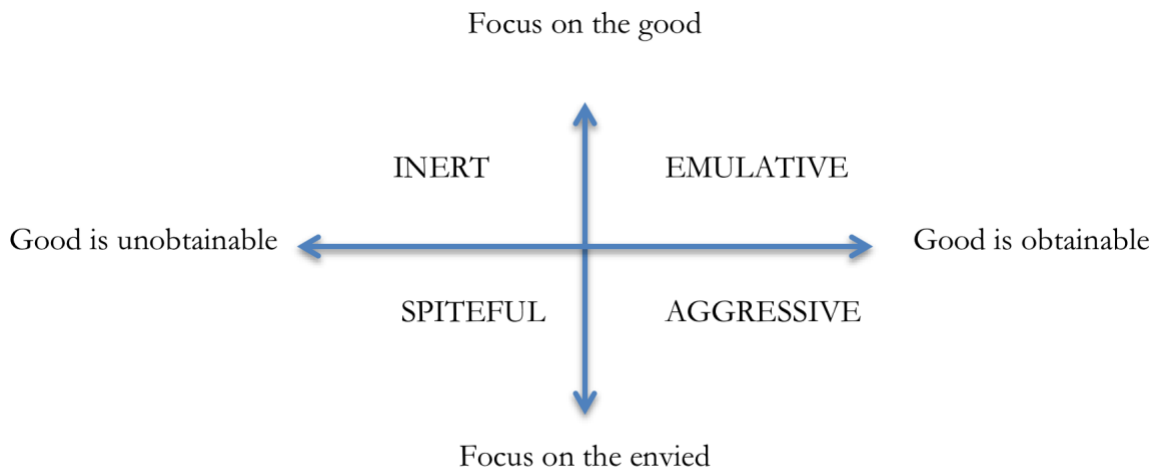 Focus on the good
INERT
EMULATIVE
Good is unobtainable
Good is obtainable
SPITEFUL
AGGRESSIVE
Focus on the envied